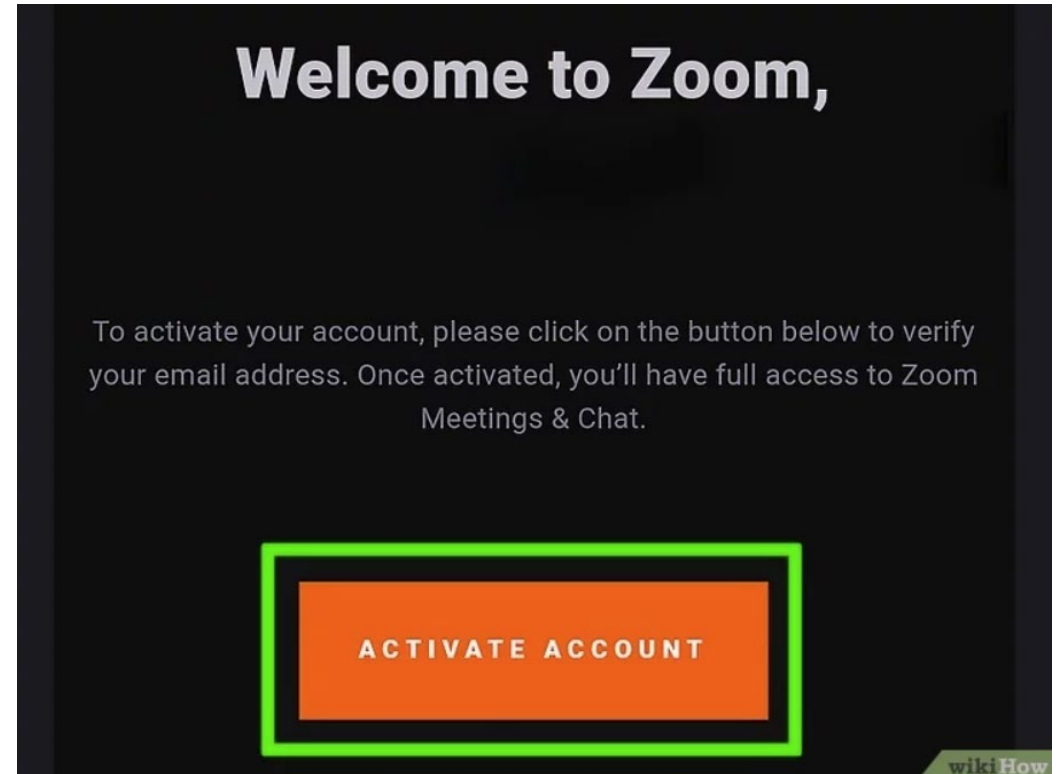 Welcome to Zoom,
To activate your account, please click on the button below to verify
your email address. Once activated, you’ll have full access to Zoom
Meetings & Chat.
ACTIVATE ACCOUNT
wikiHow